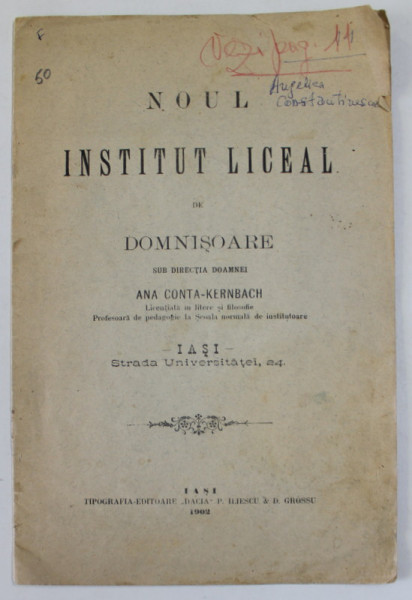 Vezi pag. 11
50
Angelica
Constantinescu
NOUL
INSTITUT LICEAL
DE
DOMNIȘOARE
SUB DIRECȚIA DOAMNEI
ANA CONTA-KERNBACH
Licențiată în litere și filosofie
Profesoară de pedagogie la Școala normală de institutoare
— IAȘI —
Strada Universităței, 24.
IAȘI
TIPOGRAFIA-EDITOARE „DACIA” P. ILIESCU & D. GROSSU
1902